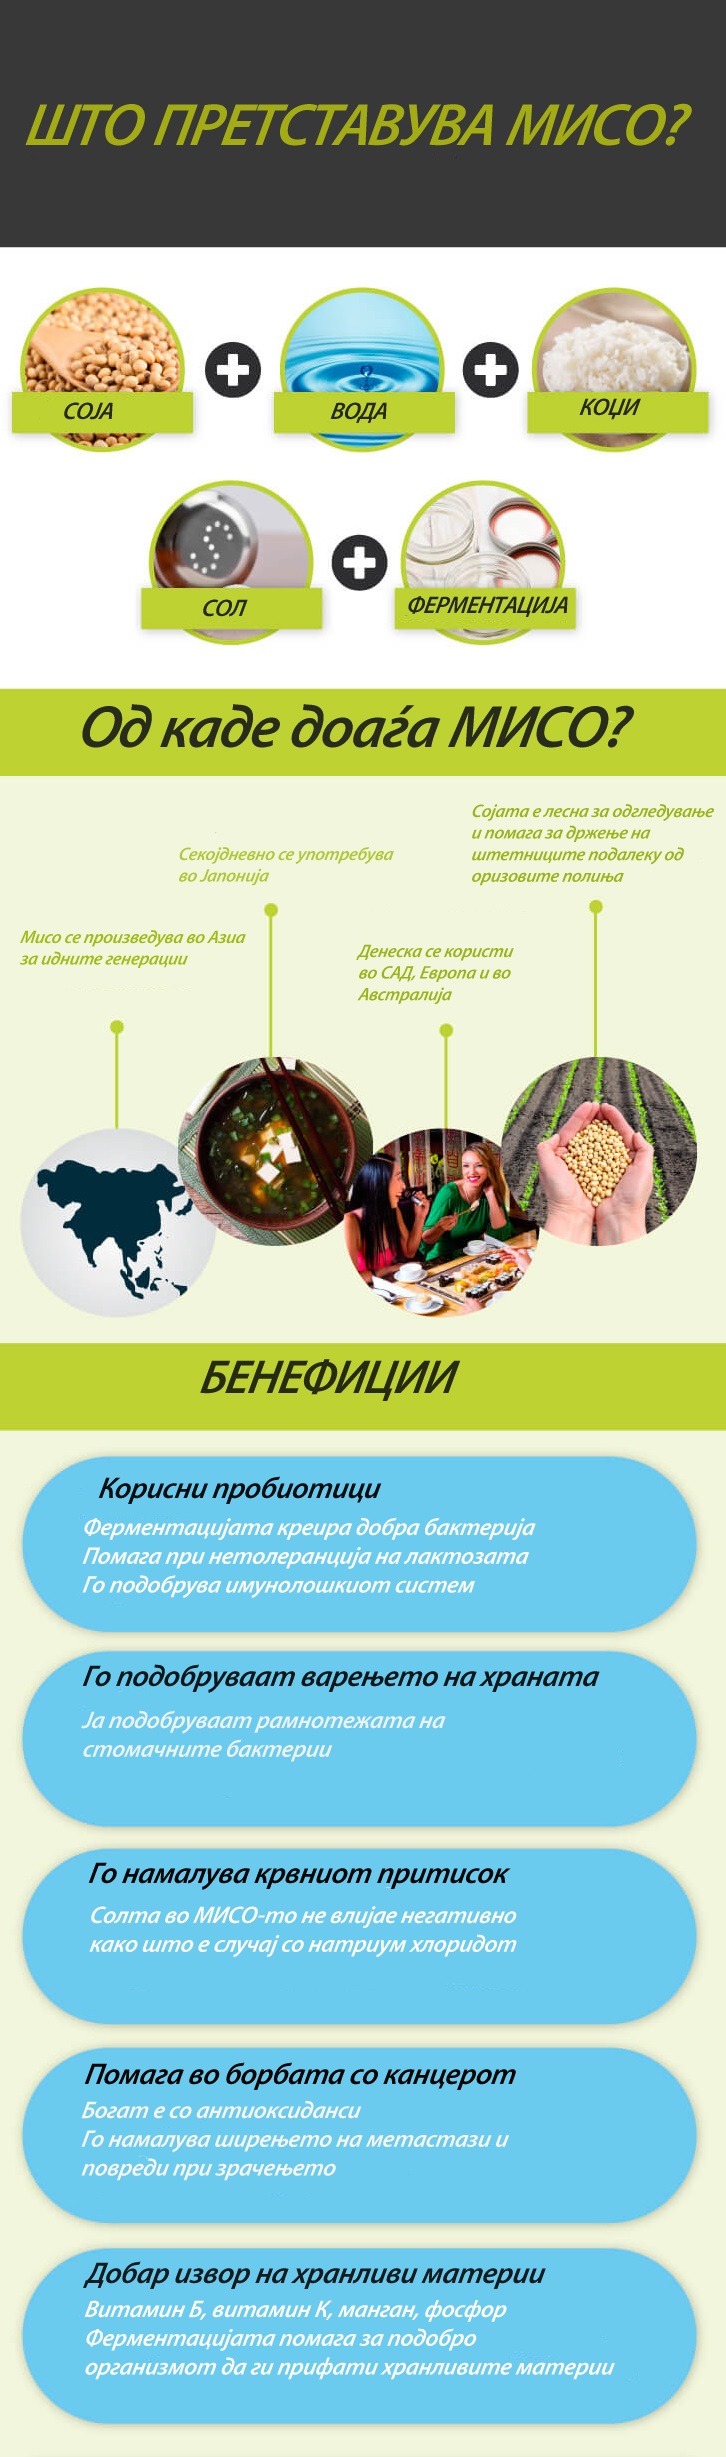 ШТО ПРЕТСТАВУВА МИСО?
СОЈА
ВОДА
КОЏИ
СОЛ
ФЕРМЕНТАЦИЈА
Од каде доаѓа МИСО?
Мисо се произведува во Азиа
за идните генерации
Секојдневно се употребува
во Јапонија
Денеска се користи
во САД, Европа и во
Австралија
Сојата е лесна за одгледување
и помага за држење на
штетниците подалеку од
оризовите полиња
БЕНЕФИЦИИ
Корисни пробиотици
Ферментацијата креира добра бактерија
Помага при нетолеранција на лактозата
Го подобрува имунолошкиот систем
Го подобруваат варењето на храната
Ја подобруваат рамнотежата на
стомачните бактерии
Го намалува крвниот притисок
Солта во МИСО-то не влијае негативно
како што е случај со натриум хлоридот
Помага во борбата со канцерот
Богат е со антиоксиданси
Го намалува ширењето на метастази и
повреди при зрачењето
Добар извор на хранливи материи
Витамин Б, витамин К, манган, фосфор
Ферментацијата помага за подобро
организмот да ги прифати хранливите материи